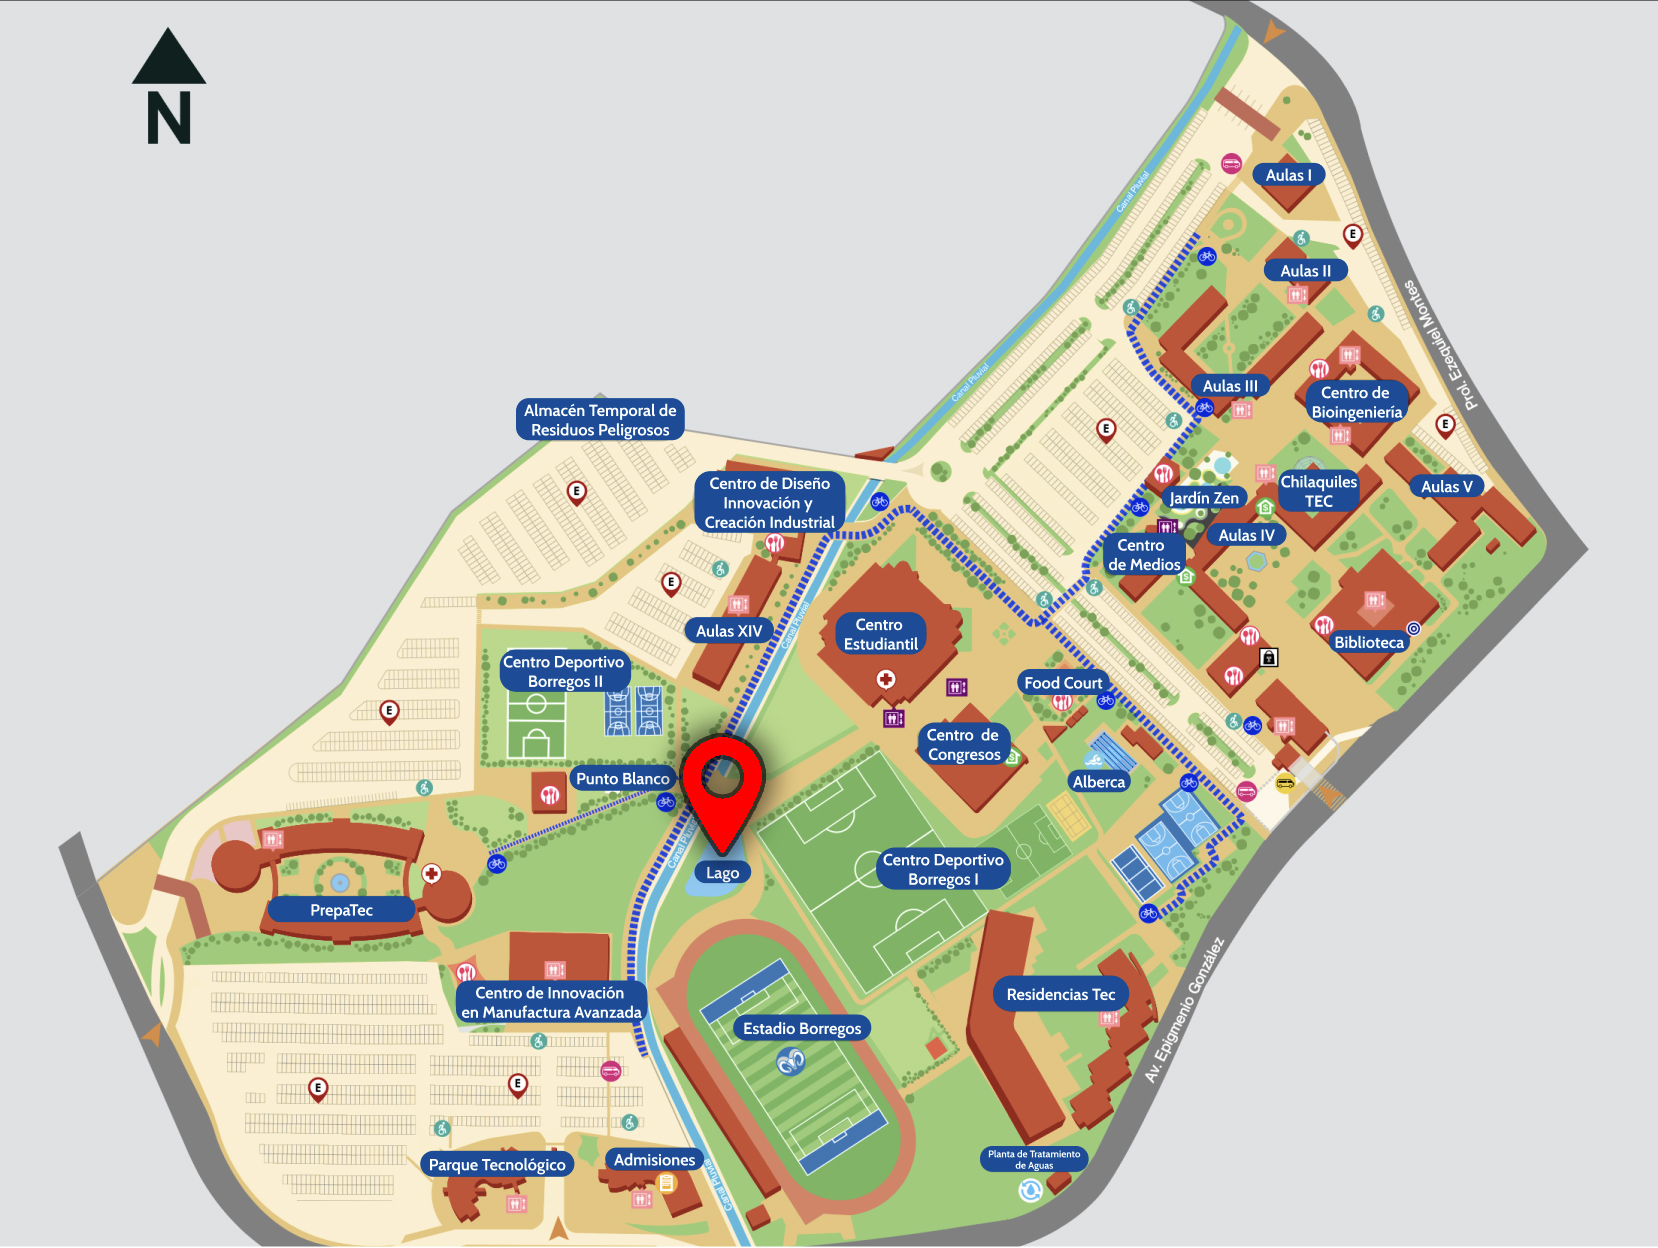 N
Aulas I
E
Aulas II
Prol. Ezequiel Montes
Canal Pluvial
Canal Pluvial
Aulas III
Centro de
Bioingeniería
E
E
Almacén Temporal de
Residuos Peligrosos
E
Centro de Diseño
Innovación y
Creación Industrial
Jardín Zen
Chilaquiles
TEC
Aulas V
Aulas IV
Centro
de Medios
E
Aulas XIV
Canal Pluvial
Centro
Estudiantil
Biblioteca
Centro Deportivo
Borregos II
E
Food Court
Centro de
Congresos
Punto Blanco
Alberca
Canal Pluvial
Lago
Centro Deportivo
Borregos I
PrepaTec
Centro de Innovación
en Manufactura Avanzada
Residencias Tec
Estadio Borregos
Av. Epigmenio González
E
E
Parque Tecnológico
Admisiones
Canal Pluvial
Planta de Tratamiento
de Aguas